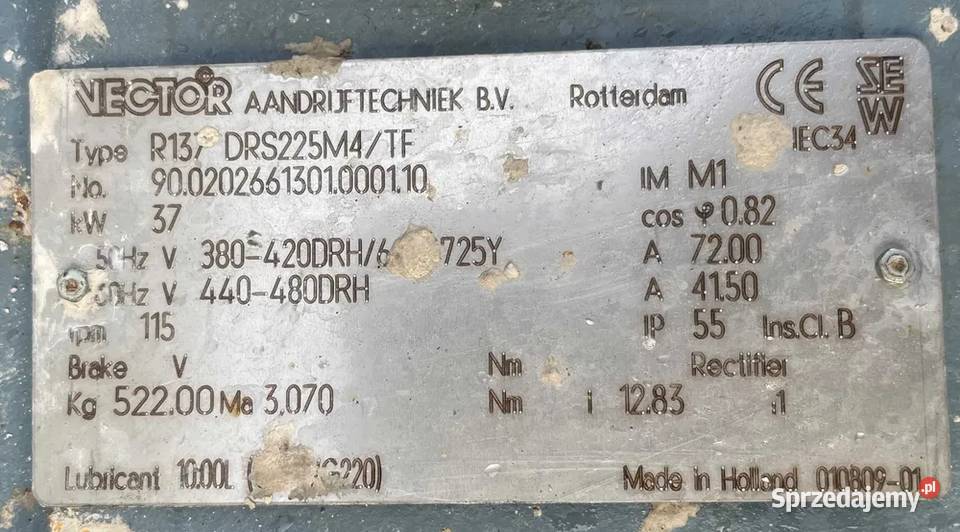 VECTOR AANDRIJFTECHNIEK B.V. Rotterdam CE SEW
IEC34
Type R137 DRS225M4/TF
No. 90.0202661301.0001.10 IM M1
kW 37 cos φ 0.82
50Hz V 380-420DRH/6 725Y A 72.00
60Hz V 440-480DRH A 41.50
rpm 115 IP 55 Ins.Cl. B
Brake V Nm Rectifier
Kg 522.00 Ma 3.070 Nm i 12.83 :1
Lubricant 10.00L ( G220)
Made in Holland 010809-01
Sprzedajemy.pl